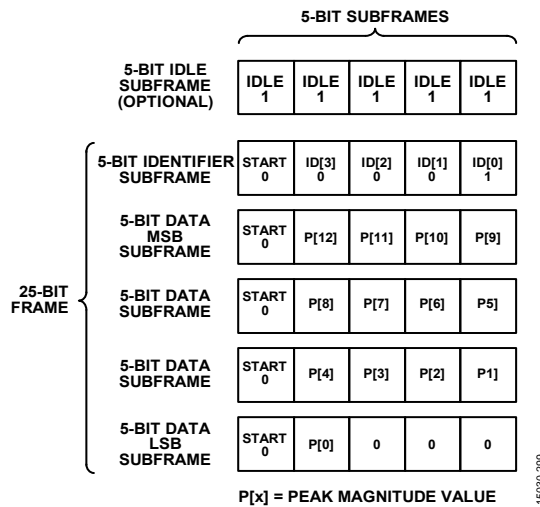 5-BIT SUBFRAMES
5-BIT IDLE
SUBFRAME
(OPTIONAL)
IDLE 1 IDLE 1 IDLE 1 IDLE 1 IDLE 1
25-BIT
FRAME
5-BIT IDENTIFIER
SUBFRAME
START 0 ID[3] 0 ID[2] 0 ID[1] 0 ID[0] 1
5-BIT DATA
MSB
SUBFRAME
START 0 P[12] P[11] P[10] P[9]
5-BIT DATA
SUBFRAME
START 0 P[8] P[7] P[6] P5]
5-BIT DATA
SUBFRAME
START 0 P[4] P[3] P[2] P1]
5-BIT DATA
LSB
SUBFRAME
START 0 P[0] 0 0 0
P[x] = PEAK MAGNITUDE VALUE